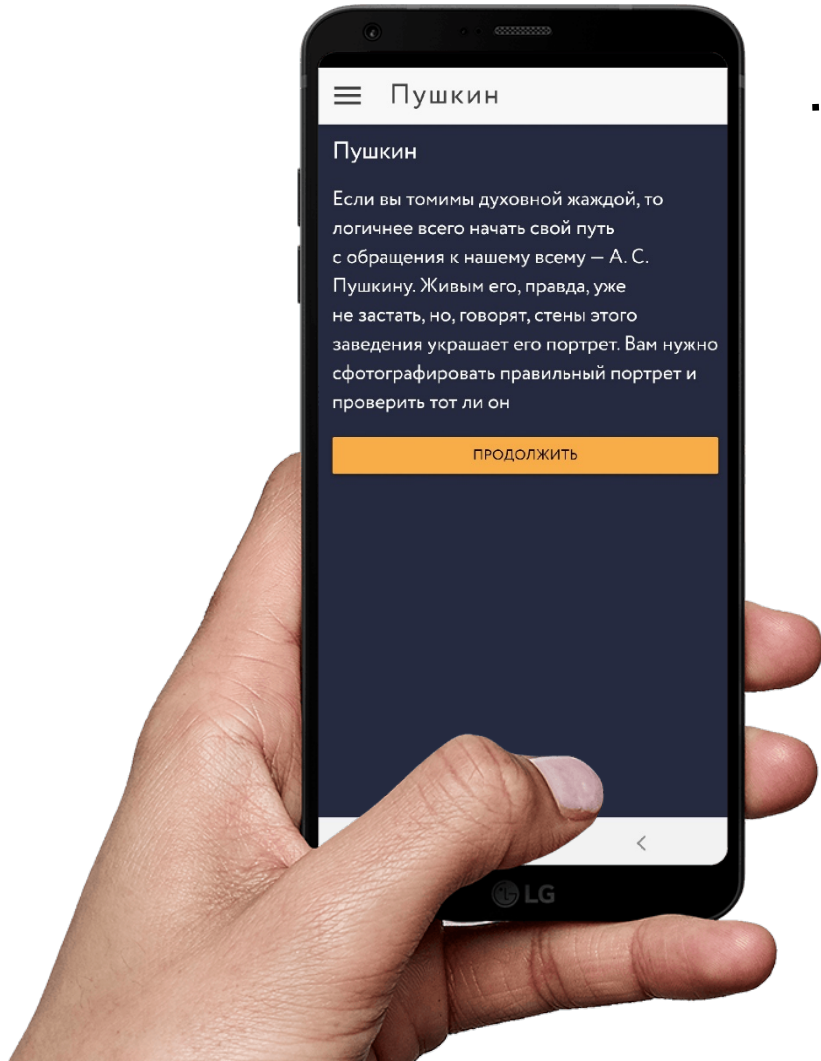 Пушкин
Пушкин
Если вы томимы духовной жаждой, то
логичнее всего начать свой путь
с обращения к нашему всему — А. С.
Пушкину. Живым его, правда, уже
не застать, но, говорят, стены этого
заведения украшает его портрет. Вам нужно
сфотографировать правильный портрет и
проверить тот ли он
ПРОДОЛЖИТЬ
LG